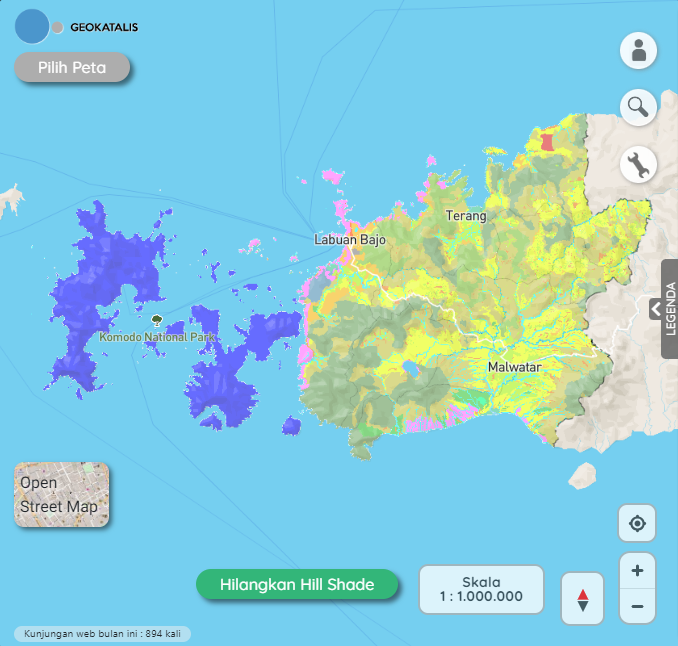 GEOKATALIS
Pilih Peta
Terang
Labuan Bajo
LEGENDA
Komodo National Park
Malwatar
Open
Street Map
Hilangkan Hill Shade
Skala
1 : 1.000.000
+
−
Kunjungan web bulan ini : 894 kali